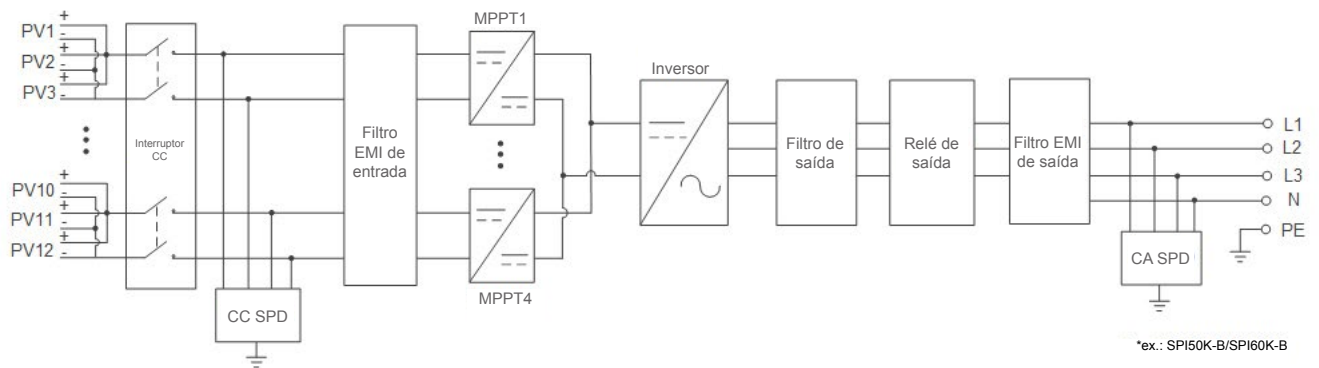 MPPT1
+
PV1
-
+
PV2
-
+
PV3
-
Interruptor
CC
+
PV10
-
+
PV11
-
+
PV12
-
CC SPD
Filtro
EMI de
entrada
MPPT4
Inversor
Filtro de
saída
Relé de
saída
Filtro EMI
de saída
L1
L2
L3
N
PE
CA SPD
*ex.: SPI50K-B/SPI60K-B